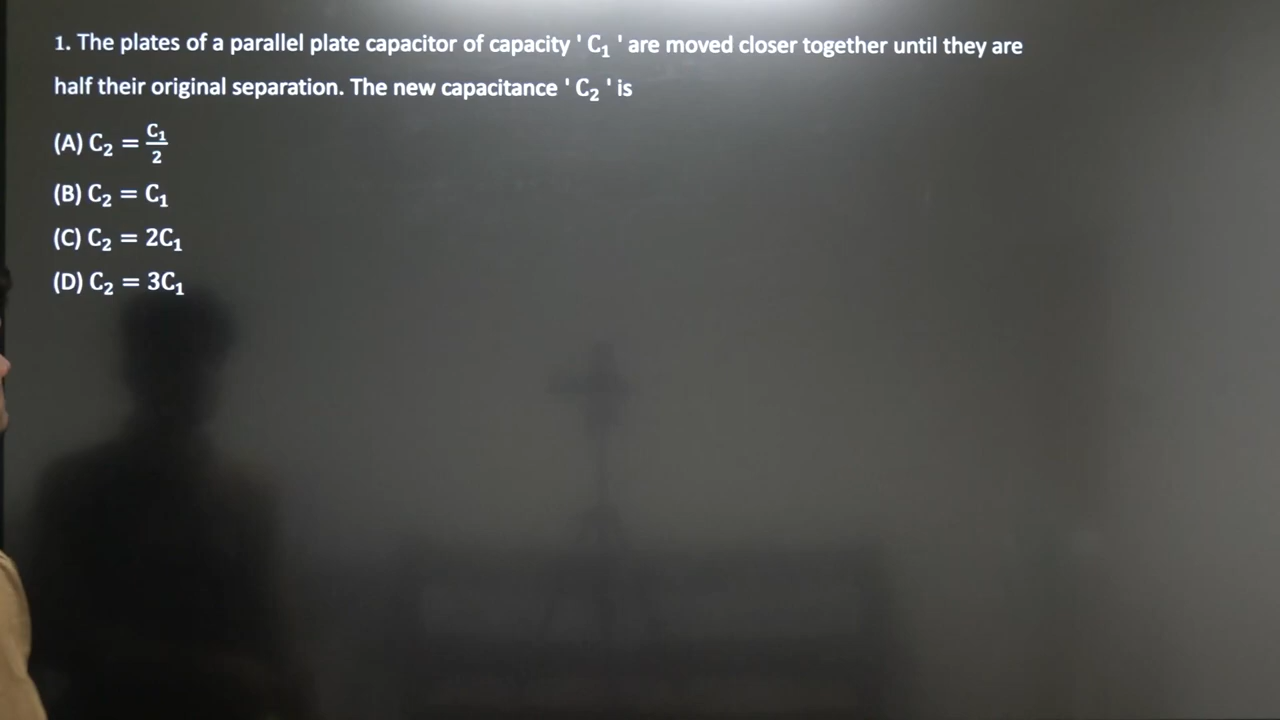 1. The plates of a parallel plate capacitor of capacity ' C₁ ' are moved closer together until they are
half their original separation. The new capacitance ' C₂ ' is
(A) C₂ = C₁/2
(B) C₂ = C₁
(C) C₂ = 2C₁
(D) C₂ = 3C₁